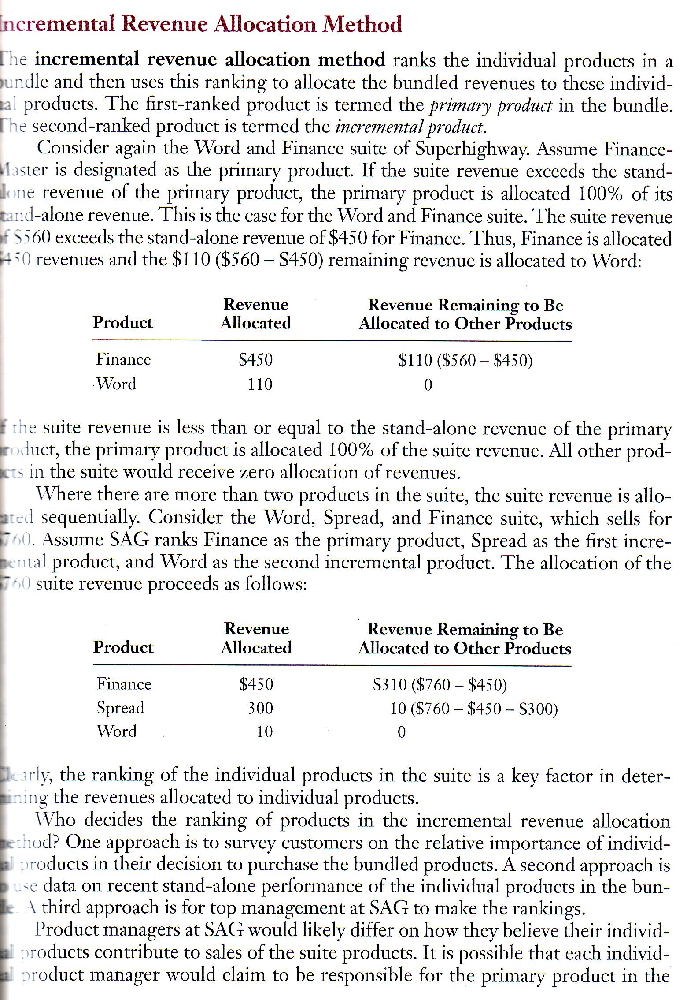 Incremental Revenue Allocation Method
The incremental revenue allocation method ranks the individual products in a
bundle and then uses this ranking to allocate the bundled revenues to these individ-
ual products. The first-ranked product is termed the primary product in the bundle.
The second-ranked product is termed the incremental product.
Consider again the Word and Finance suite of Superhighway. Assume Finance-
Master is designated as the primary product. If the suite revenue exceeds the stand-
alone revenue of the primary product, the primary product is allocated 100% of its
stand-alone revenue. This is the case for the Word and Finance suite. The suite revenue
of $560 exceeds the stand-alone revenue of $450 for Finance. Thus, Finance is allocated
$450 revenues and the $110 ($560 – $450) remaining revenue is allocated to Word:
Revenue Revenue Remaining to Be
Product Allocated Allocated to Other Products
Finance $450 $110 ($560 – $450)
Word 110 0
If the suite revenue is less than or equal to the stand-alone revenue of the primary
product, the primary product is allocated 100% of the suite revenue. All other prod-
ucts in the suite would receive zero allocation of revenues.
Where there are more than two products in the suite, the suite revenue is allo-
cated sequentially. Consider the Word, Spread, and Finance suite, which sells for
$760. Assume SAG ranks Finance as the primary product, Spread as the first incre-
mental product, and Word as the second incremental product. The allocation of the
$760 suite revenue proceeds as follows:
Revenue Revenue Remaining to Be
Product Allocated Allocated to Other Products
Finance $450 $310 ($760 – $450)
Spread 300 10 ($760 – $450 – $300)
Word 10 0
Clearly, the ranking of the individual products in the suite is a key factor in deter-
mining the revenues allocated to individual products.
Who decides the ranking of products in the incremental revenue allocation
method? One approach is to survey customers on the relative importance of individ-
ual products in their decision to purchase the bundled products. A second approach is
to use data on recent stand-alone performance of the individual products in the bun-
dle. A third approach is for top management at SAG to make the rankings.
Product managers at SAG would likely differ on how they believe their individ-
ual products contribute to sales of the suite products. It is possible that each individ-
ual product manager would claim to be responsible for the primary product in the